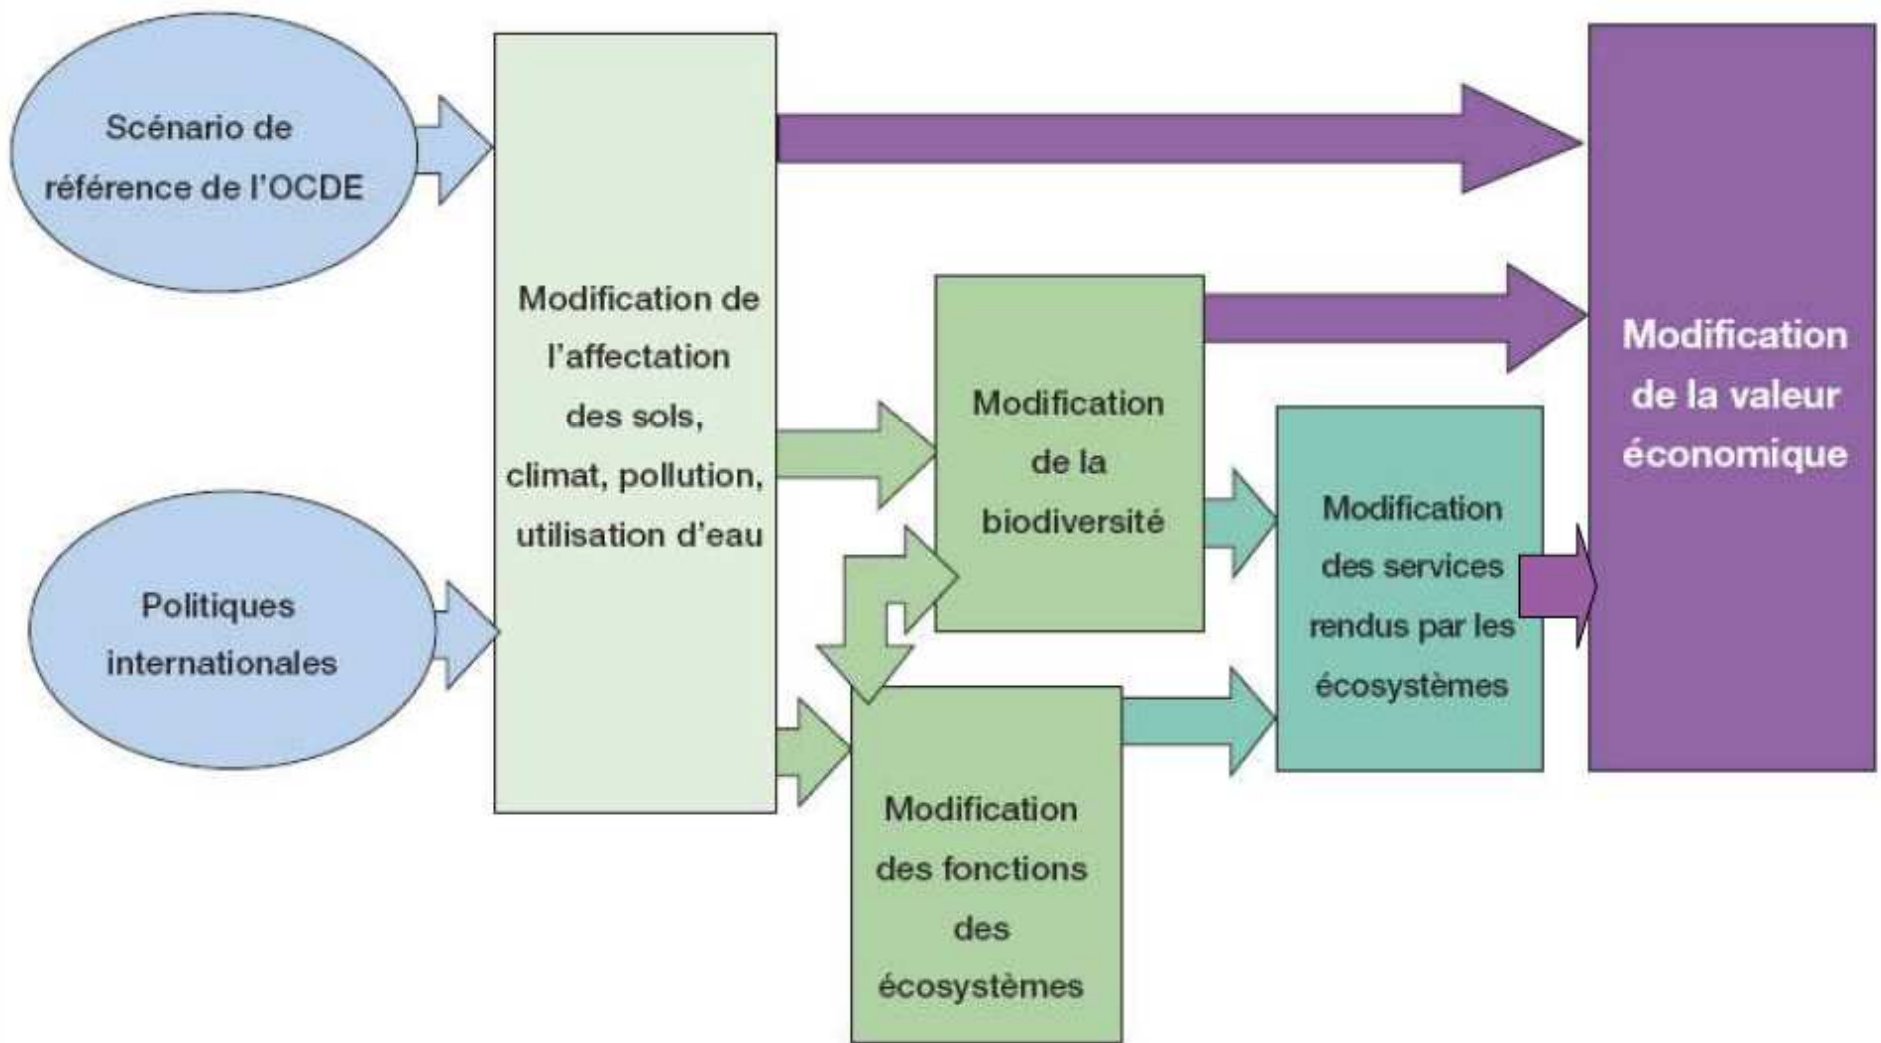 Scénario de
référence de l'OCDE
Politiques
internationales
Modification de
l'affectation
des sols,
climat, pollution,
utilisation d'eau
Modification
de la
biodiversité
Modification
des fonctions
des
écosystèmes
Modification
des services
rendus par les
écosystèmes
Modification
de la valeur
économique